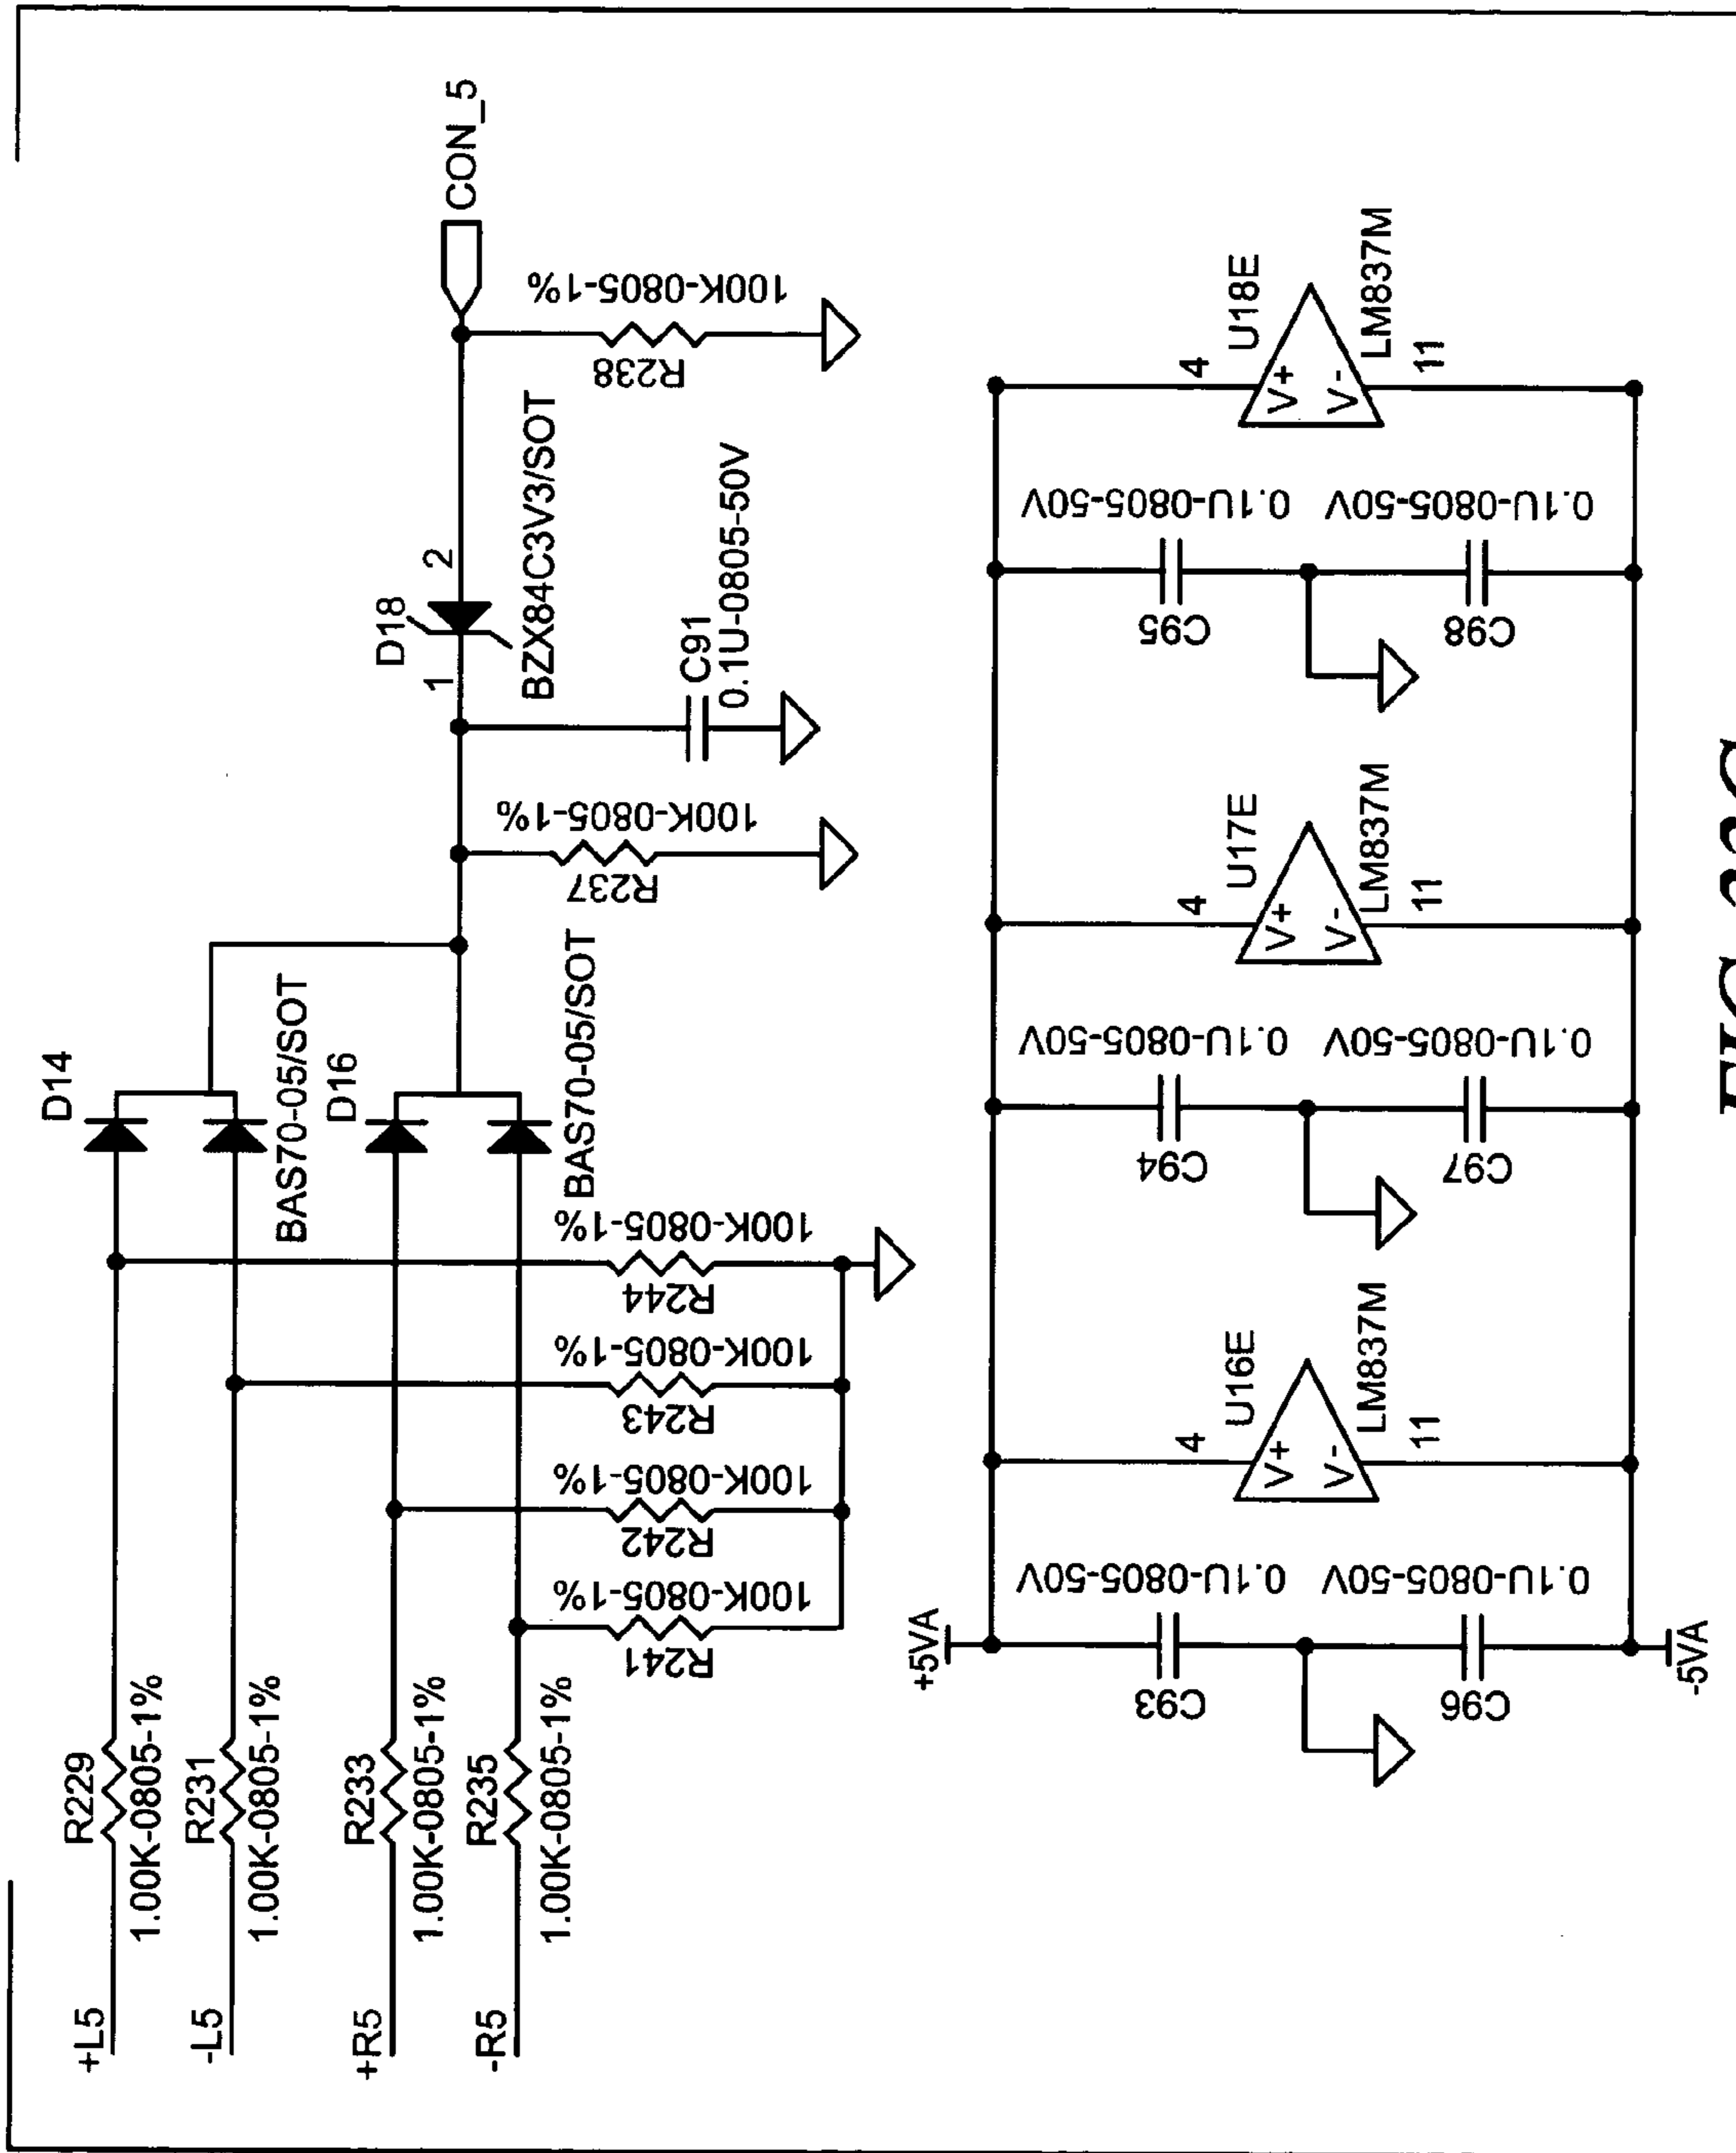 +L5
R229
1.00K-0805-1%
-L5
R231
1.00K-0805-1%
+R5
R233
1.00K-0805-1%
-R5
R235
1.00K-0805-1%
R241
100K-0805-1%
R242
100K-0805-1%
R243
100K-0805-1%
R244
100K-0805-1%
D14
BAS70-05/SOT
D16
BAS70-05/SOT
R237
100K-0805-1%
C91
0.1U-0805-50V
D18
1
2
BZX84C3V3/SOT
R238
100K-0805-1%
CON_5
+5VA
-5VA
C93
0.1U-0805-50V
C96
0.1U-0805-50V
U16E
4
V+
V-
LM837M
11
C94
0.1U-0805-50V
C97
0.1U-0805-50V
U17E
4
V+
V-
LM837M
11
C95
0.1U-0805-50V
C98
0.1U-0805-50V
U18E
4
V+
V-
LM837M
11